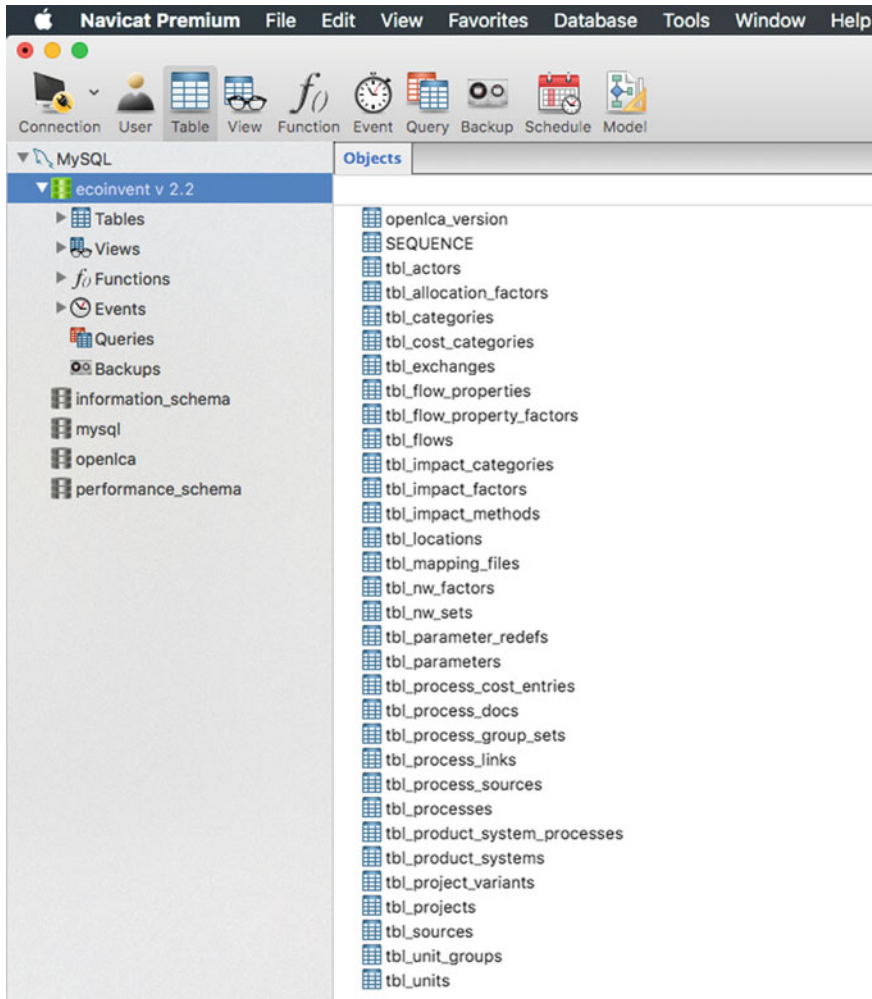 Navicat Premium File Edit View Favorites Database Tools Window Help
Connection User Table View Function Event Query Backup Schedule Model
MySQL
ecoinvent v 2.2
Tables
Views
Functions
Events
Queries
Backups
information_schema
mysql
openlca
performance_schema
Objects
openlca_version
SEQUENCE
tbl_actors
tbl_allocation_factors
tbl_categories
tbl_cost_categories
tbl_exchanges
tbl_flow_properties
tbl_flow_property_factors
tbl_flows
tbl_impact_categories
tbl_impact_factors
tbl_impact_methods
tbl_locations
tbl_mapping_files
tbl_nw_factors
tbl_nw_sets
tbl_parameter_redefs
tbl_parameters
tbl_process_cost_entries
tbl_process_docs
tbl_process_group_sets
tbl_process_links
tbl_process_sources
tbl_processes
tbl_product_system_processes
tbl_product_systems
tbl_project_variants
tbl_projects
tbl_sources
tbl_unit_groups
tbl_units